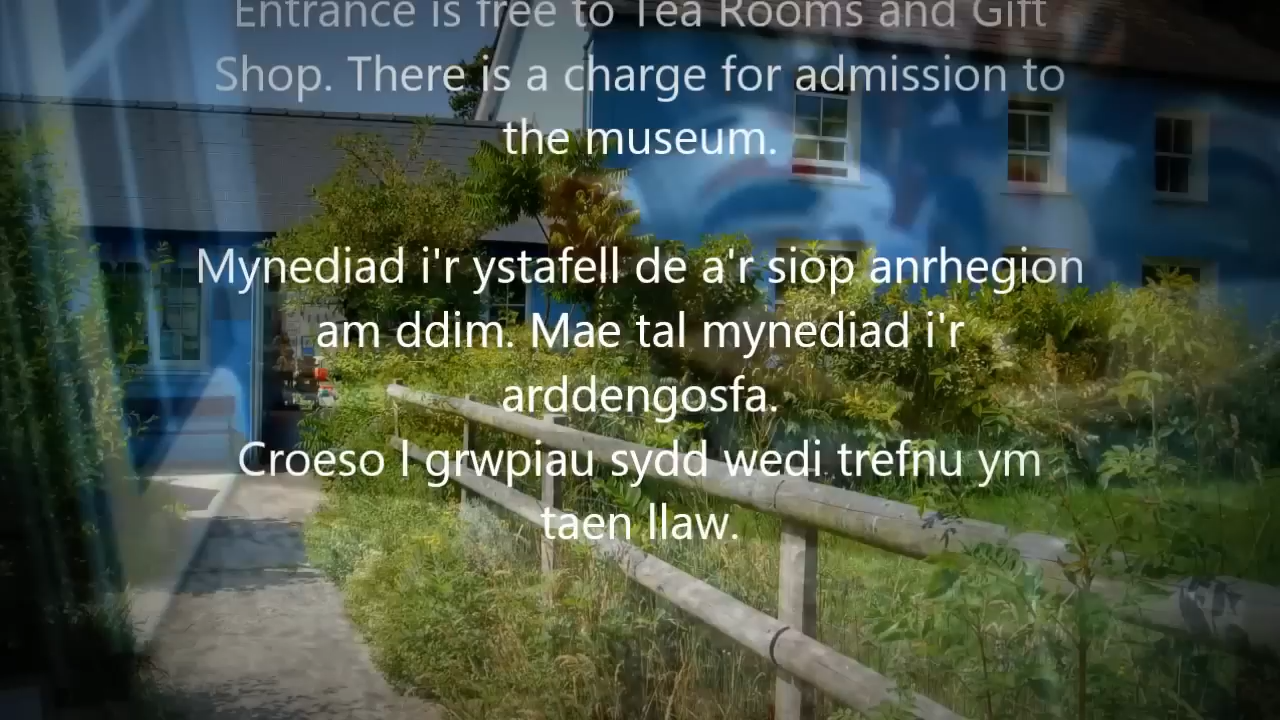 Entrance is free to Tea Rooms and Gift
Shop. There is a charge for admission to
the museum.
Mynediad i'r ystafell de a'r siop anrhegion
am ddim. Mae tal mynediad i'r
arddengosfa.
Croeso I grwpiau sydd wedi trefnu ym
taen llaw.